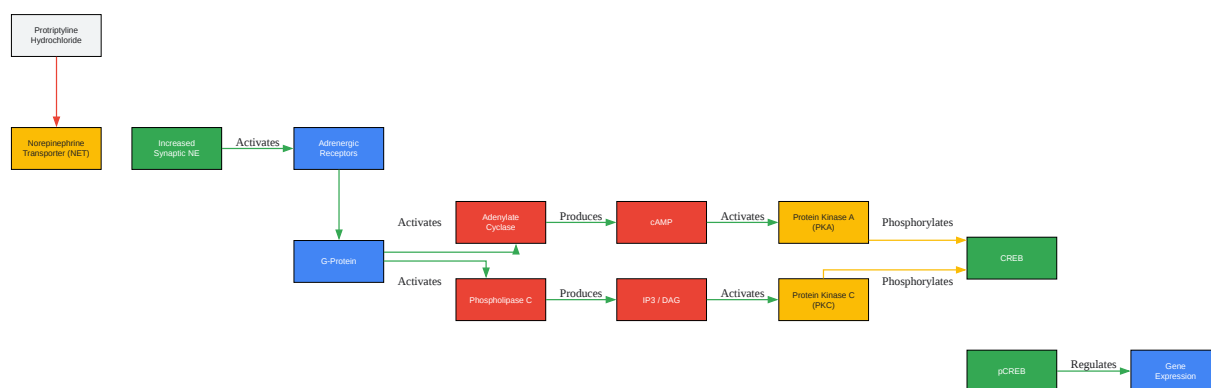 Protriptyline
Hydrochloride
Norepinephrine
Transporter (NET)
Increased
Synaptic NE
Activates
Adrenergic
Receptors
G-Protein
Activates
Adenylate
Cyclase
Produces
cAMP
Activates
Protein Kinase A
(PKA)
Phosphorylates
CREB
Activates
Phospholipase C
Produces
IP3 / DAG
Activates
Protein Kinase C
(PKC)
Phosphorylates
pCREB
Regulates
Gene
Expression